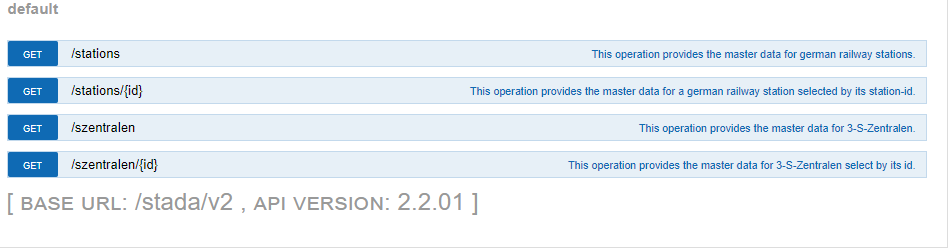 default
GET /stations This operation provides the master data for german railway stations.
GET /stations/{id} This operation provides the master data for a german railway station selected by its station-id.
GET /szentralen This operation provides the master data for 3-S-Zentralen.
GET /szentralen/{id} This operation provides the master data for 3-S-Zentralen select by its id.
[ BASE URL: /stada/v2 , API VERSION: 2.2.01 ]